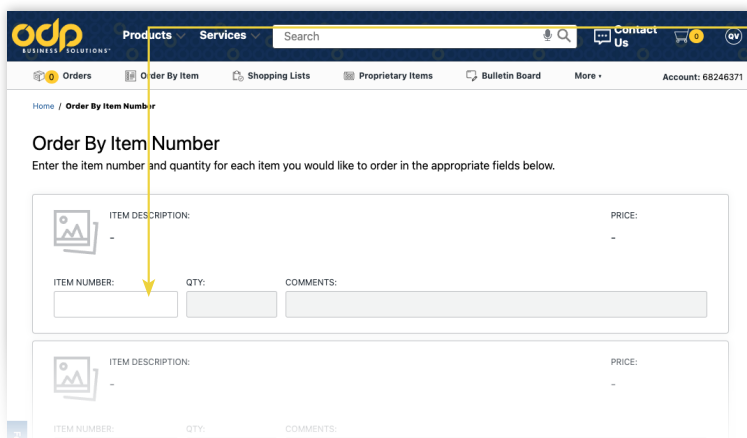 odp
BUSINESS SOLUTIONS
Products Services Search Contact Us 0 QV
0 Orders Order By Item Shopping Lists Proprietary Items Bulletin Board More Account: 68246371
Home / Order By Item Number
Order By Item Number
Enter the item number and quantity for each item you would like to order in the appropriate fields below.
ITEM DESCRIPTION: PRICE:
- -
ITEM NUMBER: QTY: COMMENTS:
ITEM DESCRIPTION: PRICE:
- -
ITEM NUMBER: QTY: COMMENTS: